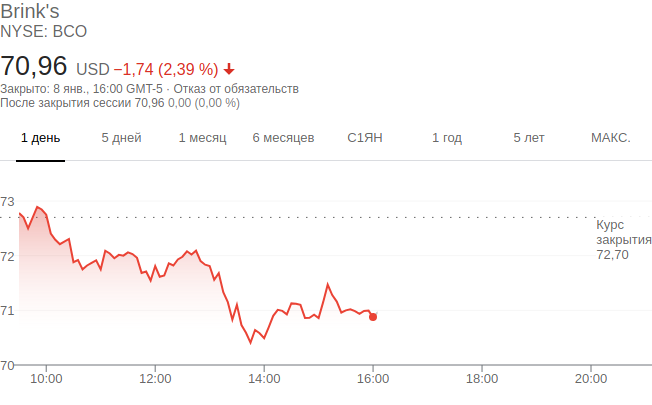 Brink's
NYSE: BCO
70,96 USD −1,74 (2,39 %)
Закрыто: 8 янв., 16:00 GMT-5 · Отказ от обязательств
После закрытия сессии 70,96 0,00 (0,00 %)
1 день 5 дней 1 месяц 6 месяцев С1ЯН 1 год 5 лет МАКС.
73
Курс
закрытия
72,70
72
71
70
10:00 12:00 14:00 16:00 18:00 20:00